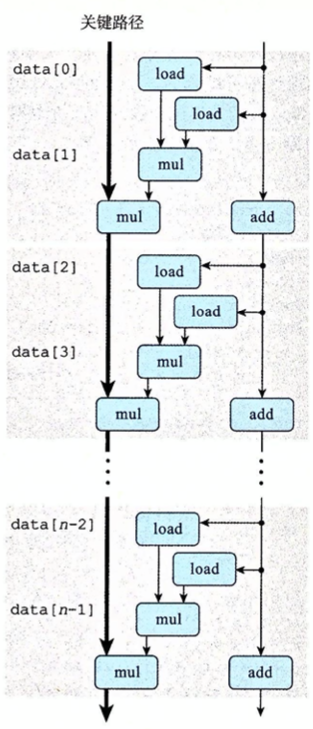 关键路径
data[0]
load
load
data[1]
mul
mul
add
data[2]
load
load
data[3]
mul
mul
add
data[n-2]
load
load
data[n-1]
mul
mul
add